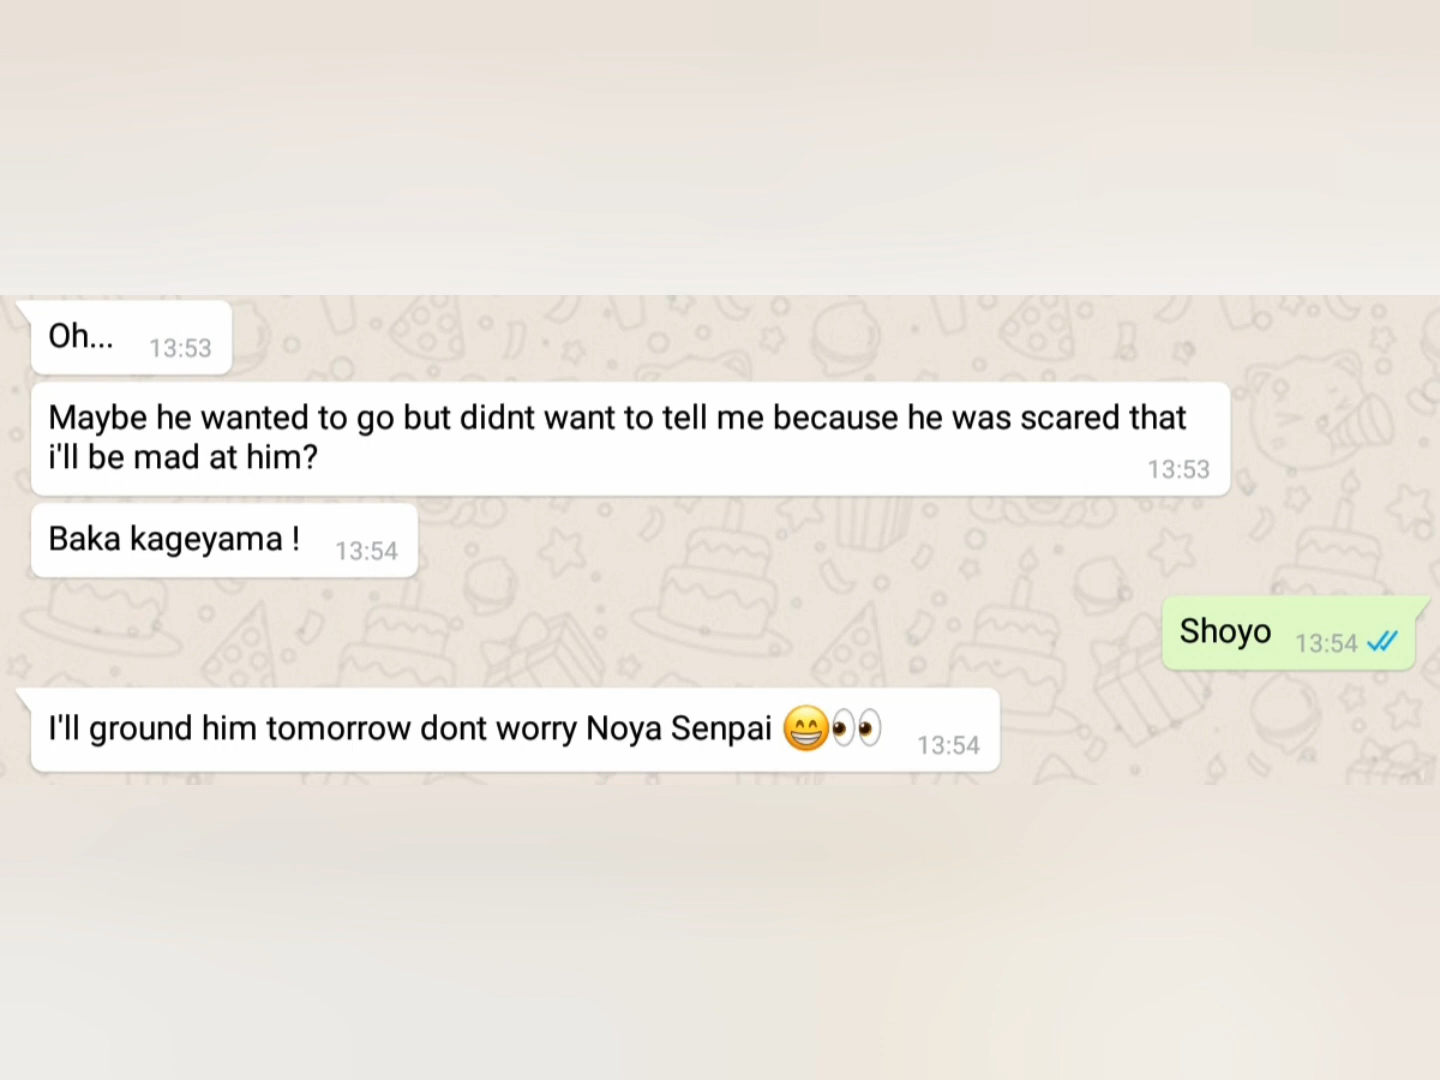 Oh... 13:53
Maybe he wanted to go but didnt want to tell me because he was scared that
i'll be mad at him? 13:53
Baka kageyama ! 13:54
Shoyo 13:54
I'll ground him tomorrow dont worry Noya Senpai 😁👀 13:54